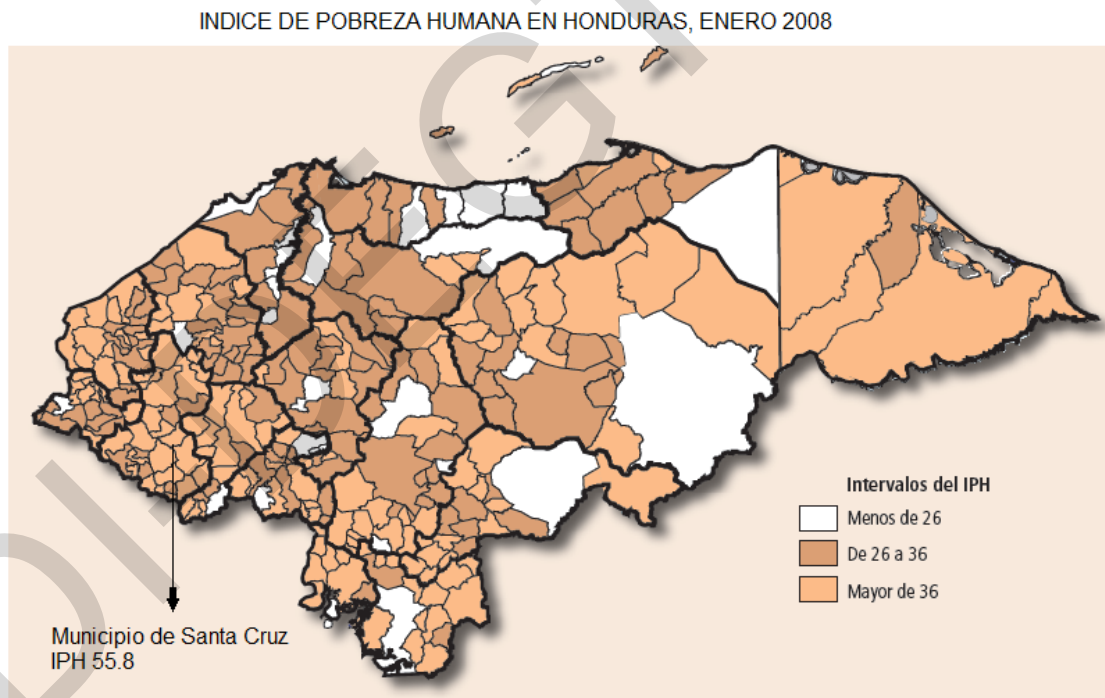 INDICE DE POBREZA HUMANA EN HONDURAS, ENERO 2008
Intervalos del IPH
Menos de 26
De 26 a 36
Mayor de 36
Municipio de Santa Cruz
IPH 55.8